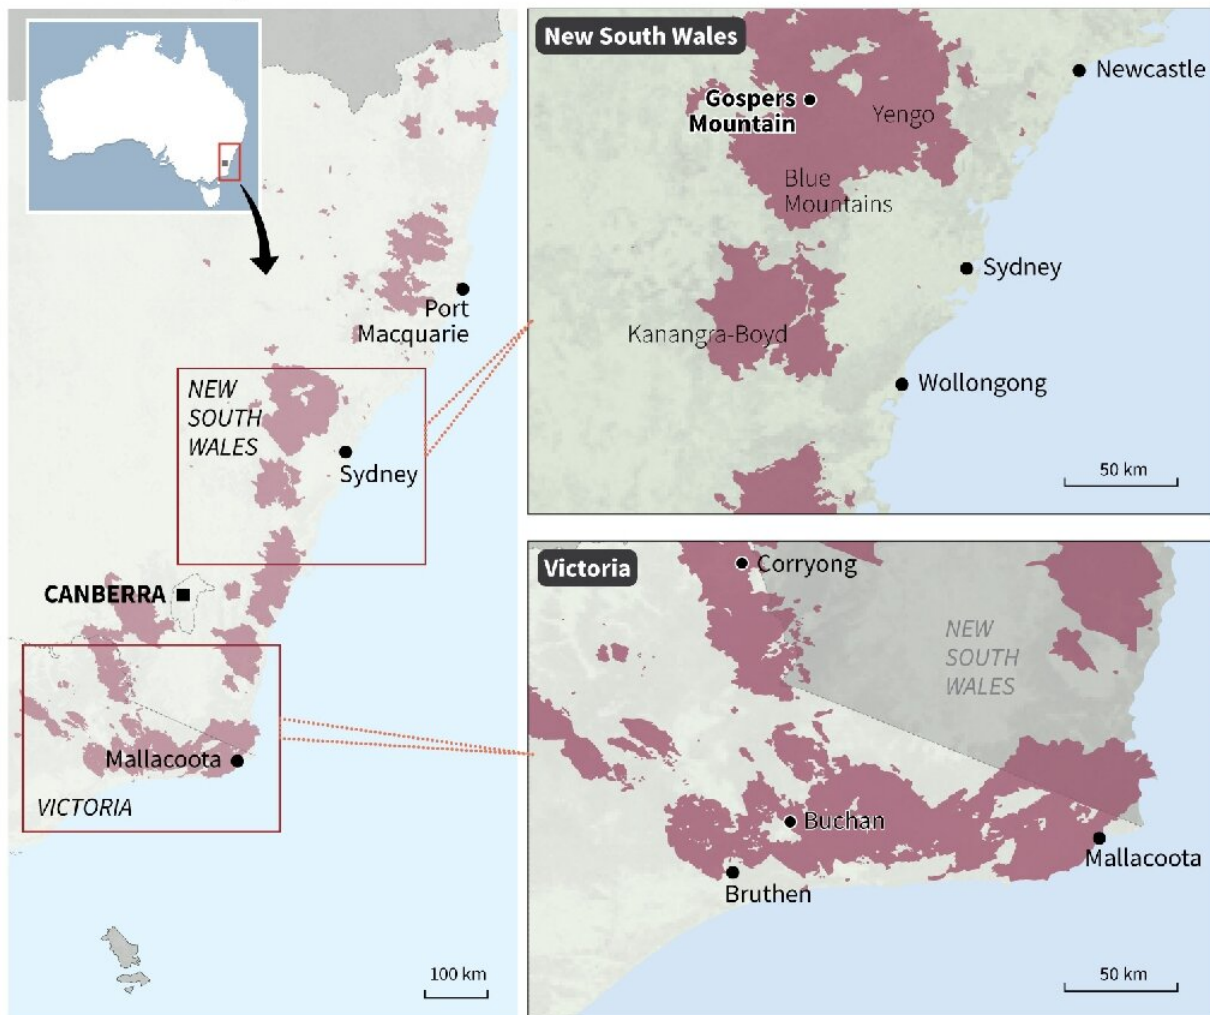 Port
Macquarie
NEW
SOUTH
WALES
Sydney
CANBERRA
Mallacoota
VICTORIA
100 km
New South Wales
Newcastle
Gospers
Mountain
Yengo
Blue
Mountains
Sydney
Kanangra-Boyd
Wollongong
50 km
Victoria
Corryong
NEW
SOUTH
WALES
Buchan
Mallacoota
Bruthen
50 km